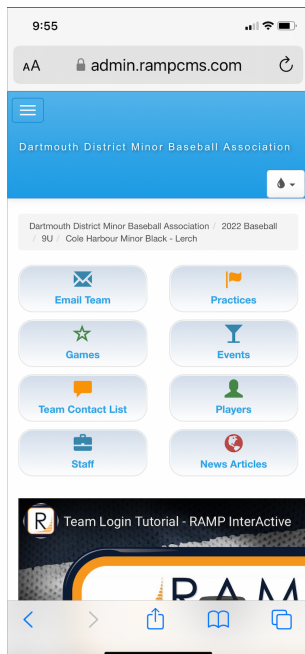 9:55
AA admin.rampcms.com
Dartmouth District Minor Baseball Association
Dartmouth District Minor Baseball Association / 2022 Baseball
/ 9U / Cole Harbour Minor Black - Lerch
Email Team
Practices
Games
Events
Team Contact List
Players
Staff
News Articles
R Team Login Tutorial - RAMP InterActive
RAM